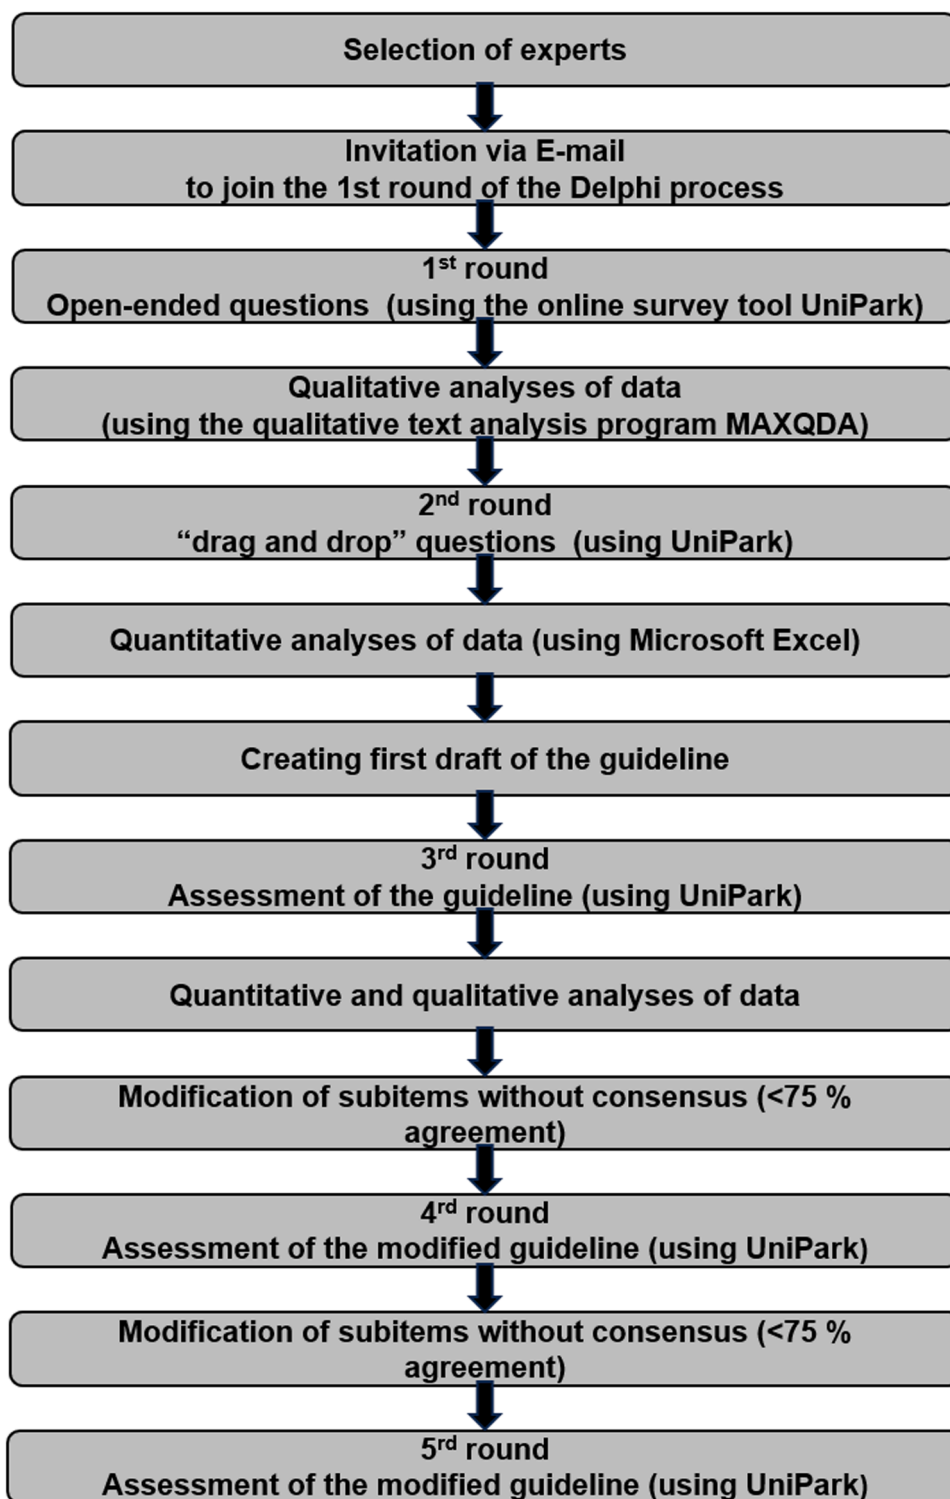 Selection of experts
Invitation via E-mail
to join the 1st round of the Delphi process
1st round
Open-ended questions (using the online survey tool UniPark)
Qualitative analyses of data
(using the qualitative text analysis program MAXQDA)
2nd round
“drag and drop” questions (using UniPark)
Quantitative analyses of data (using Microsoft Excel)
Creating first draft of the guideline
3rd round
Assessment of the guideline (using UniPark)
Quantitative and qualitative analyses of data
Modification of subitems without consensus (<75 %
agreement)
4rd round
Assessment of the modified guideline (using UniPark)
Modification of subitems without consensus (<75 %
agreement)
5rd round
Assessment of the modified guideline (using UniPark)